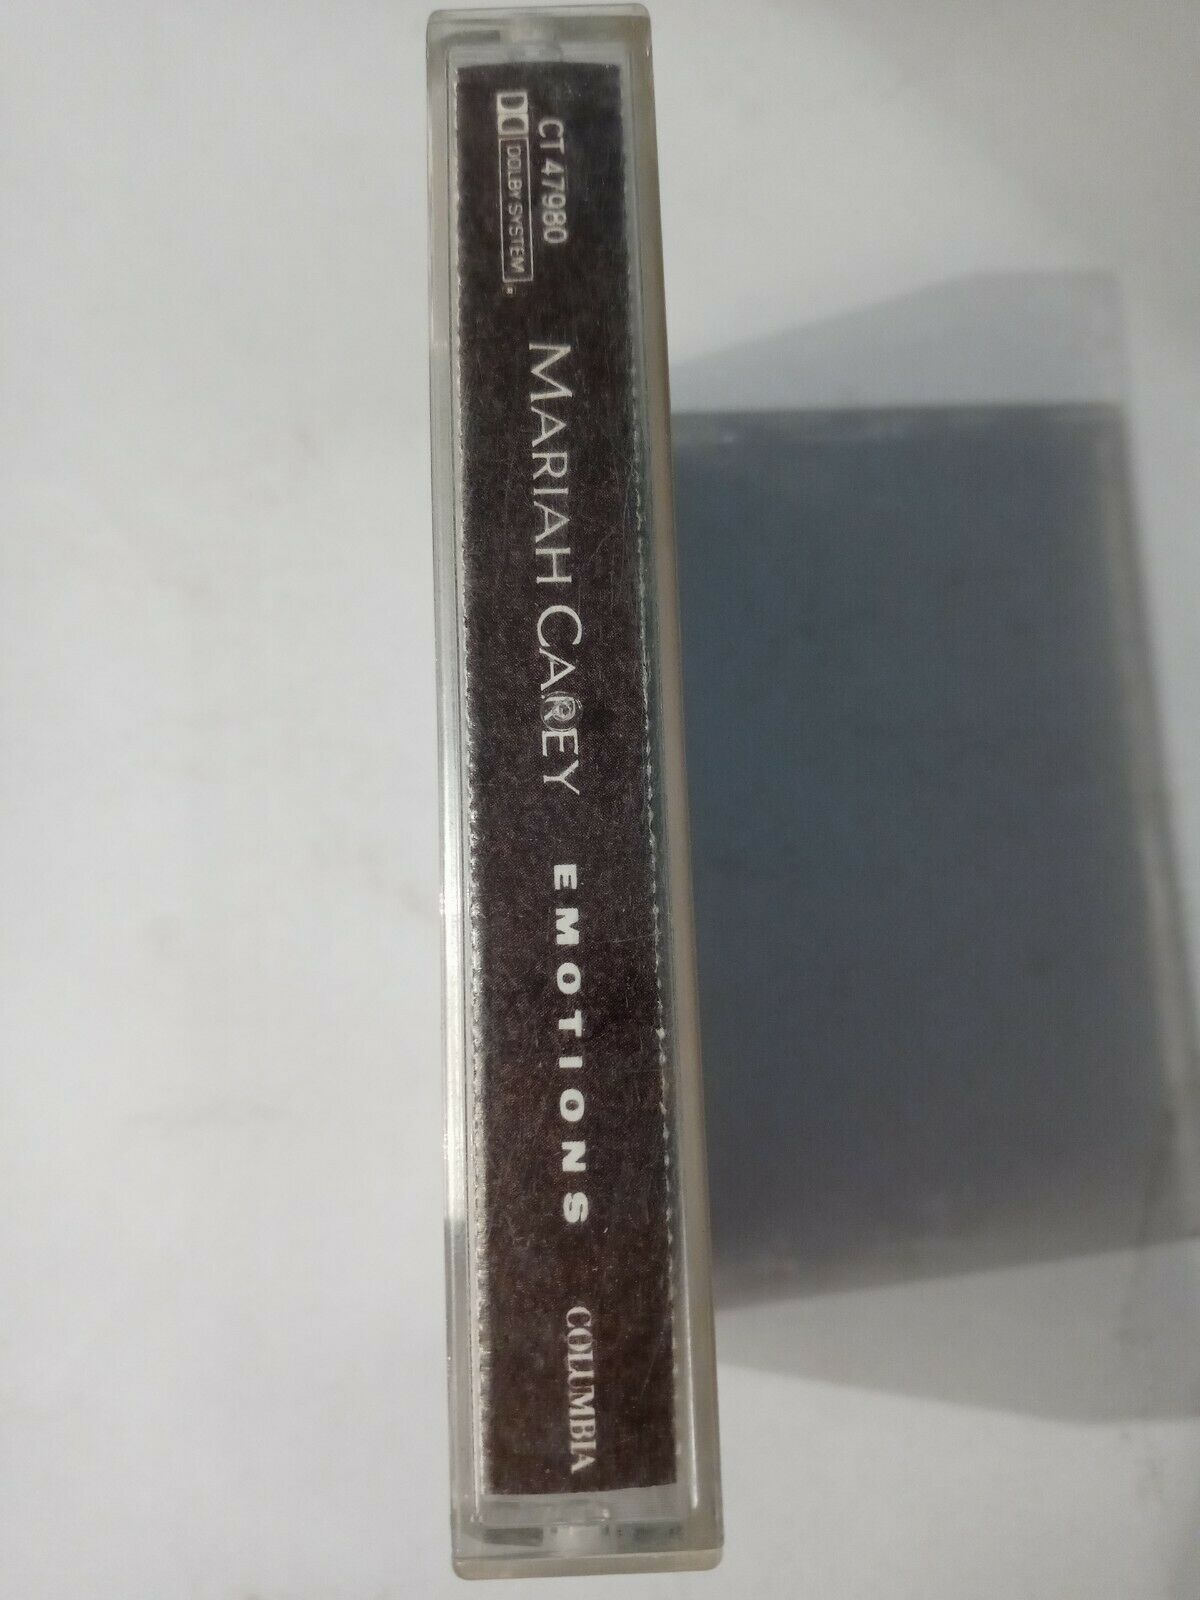 CT 47980
DOLBY SYSTEM
MARIAH CAREY EMOTIONS COLUMBIA